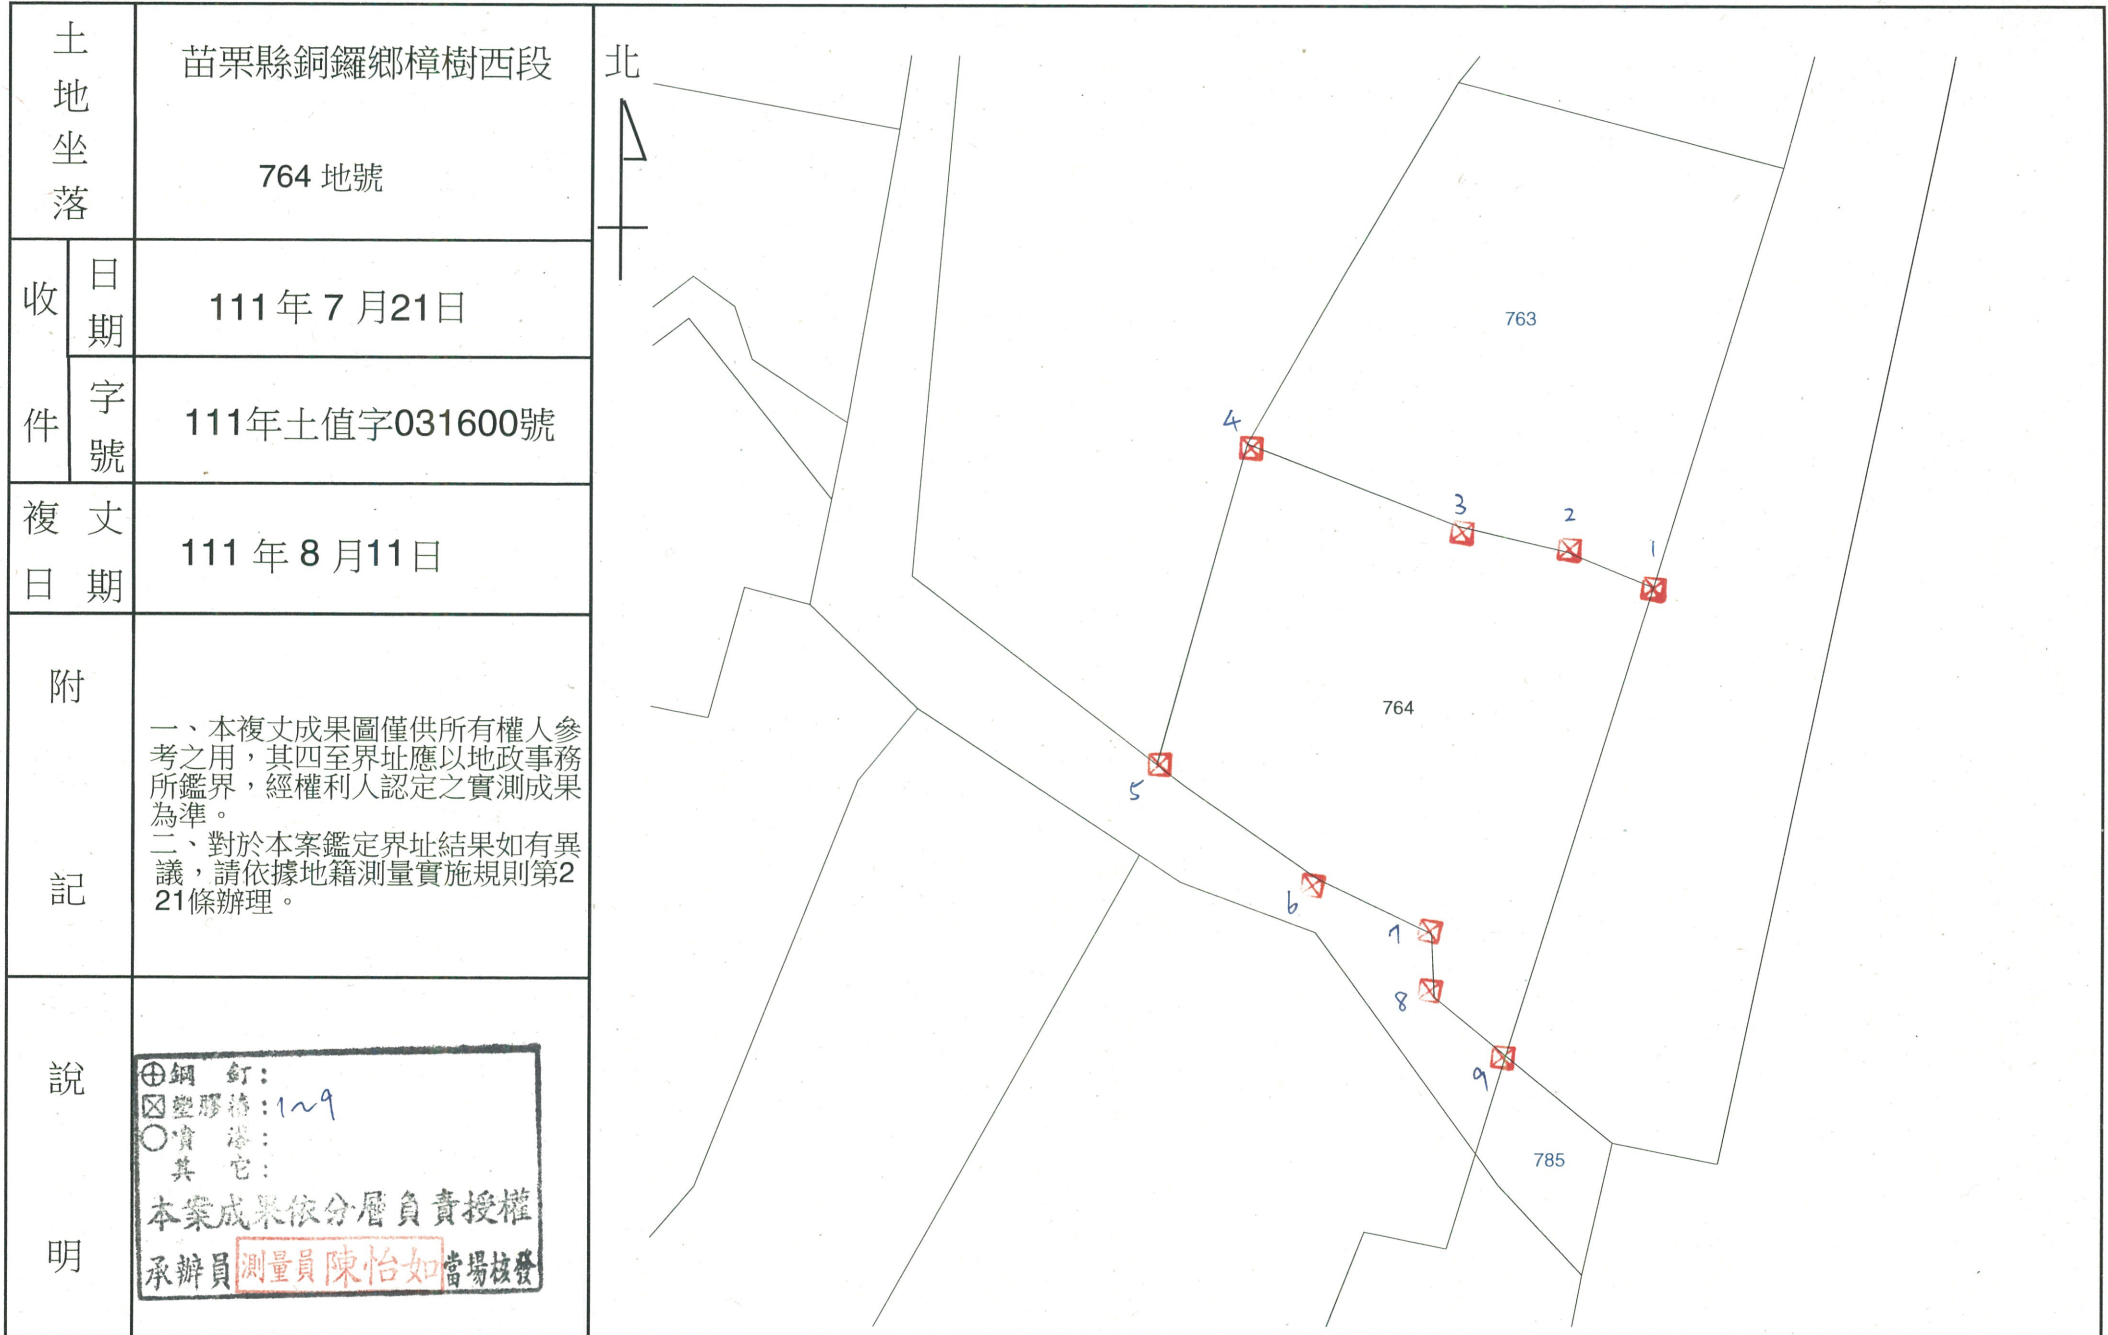 土地坐落
苗栗縣銅鑼鄉樟樹西段
764 地號
收件
日期
111 年 7 月21日
字號
111年土值字031600號
複丈日期
111 年 8 月11日
附記
一、本複丈成果圖僅供所有權人參
考之用，其四至界址應以地政事務
所鑑界，經權利人認定之實測成果
為準。
二、對於本案鑑定界址結果如有異
議，請依據地籍測量實施規則第2
21條辦理。
說明
鋼 釘：
塑膠樁：1~9
噴 漆：
其 它：
本案成果依分層負責授權
承辦員 測量員陳怡如 當場核發
北
763
4
3
2
1
764
5
6
7
8
9
785